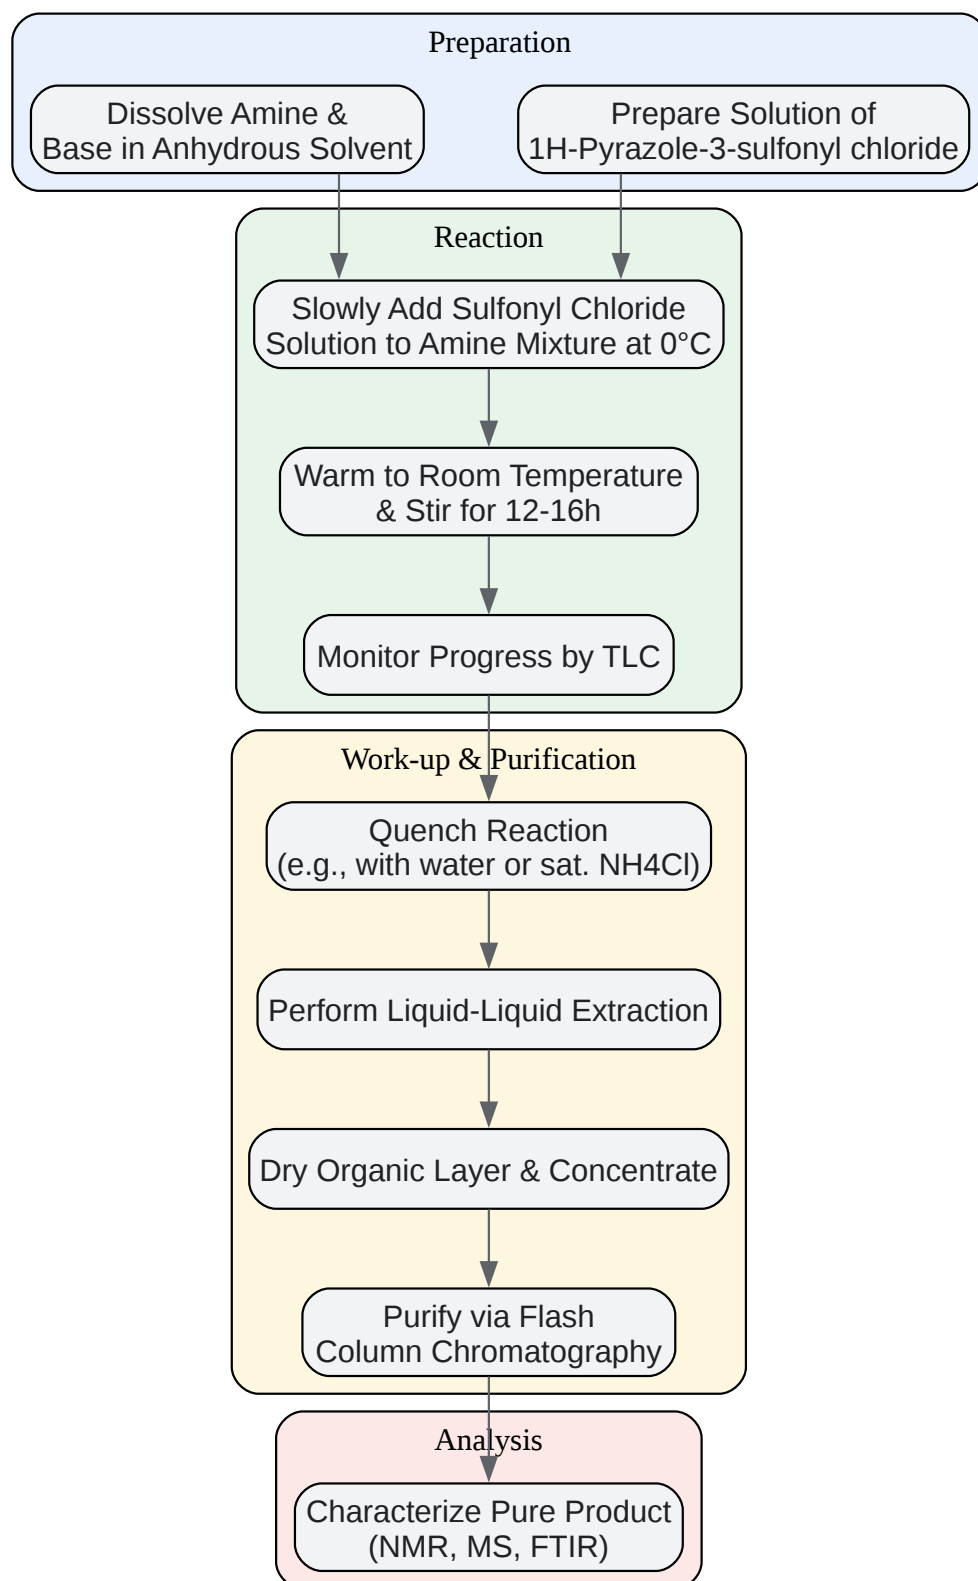 Preparation
Dissolve Amine &
Base in Anhydrous Solvent
Prepare Solution of
1H-Pyrazole-3-sulfonyl chloride
Reaction
Slowly Add Sulfonyl Chloride
Solution to Amine Mixture at 0°C
Warm to Room Temperature
& Stir for 12-16h
Monitor Progress by TLC
Work-up & Purification
Quench Reaction
(e.g., with water or sat. NH4Cl)
Perform Liquid-Liquid Extraction
Dry Organic Layer & Concentrate
Purify via Flash
Column Chromatography
Analysis
Characterize Pure Product
(NMR, MS, FTIR)